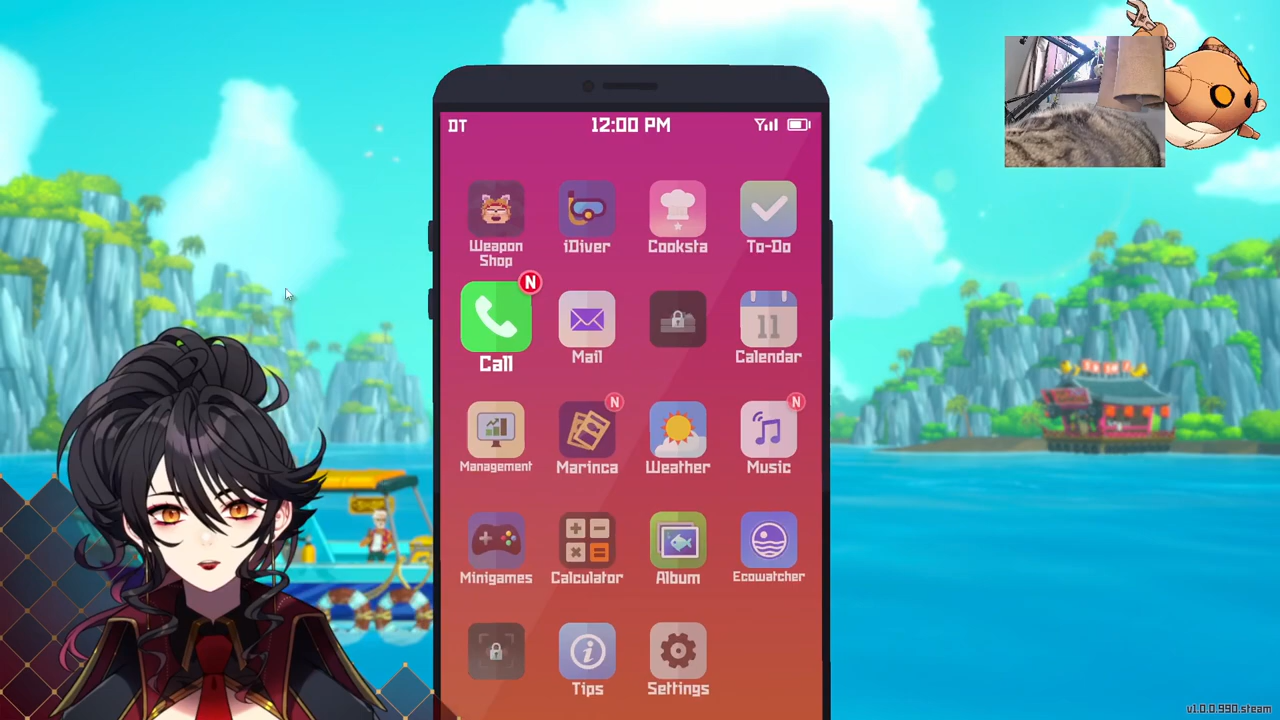 DT
12:00 PM
Weapon
Shop
iDiver
Cooksta
To-Do
N
Call
Mail
11
Calendar
N
N
Management
Marinca
Weather
Music
Minigames
Calculator
Album
Ecowatcher
Tips
Settings
v1.0.0.990.steam